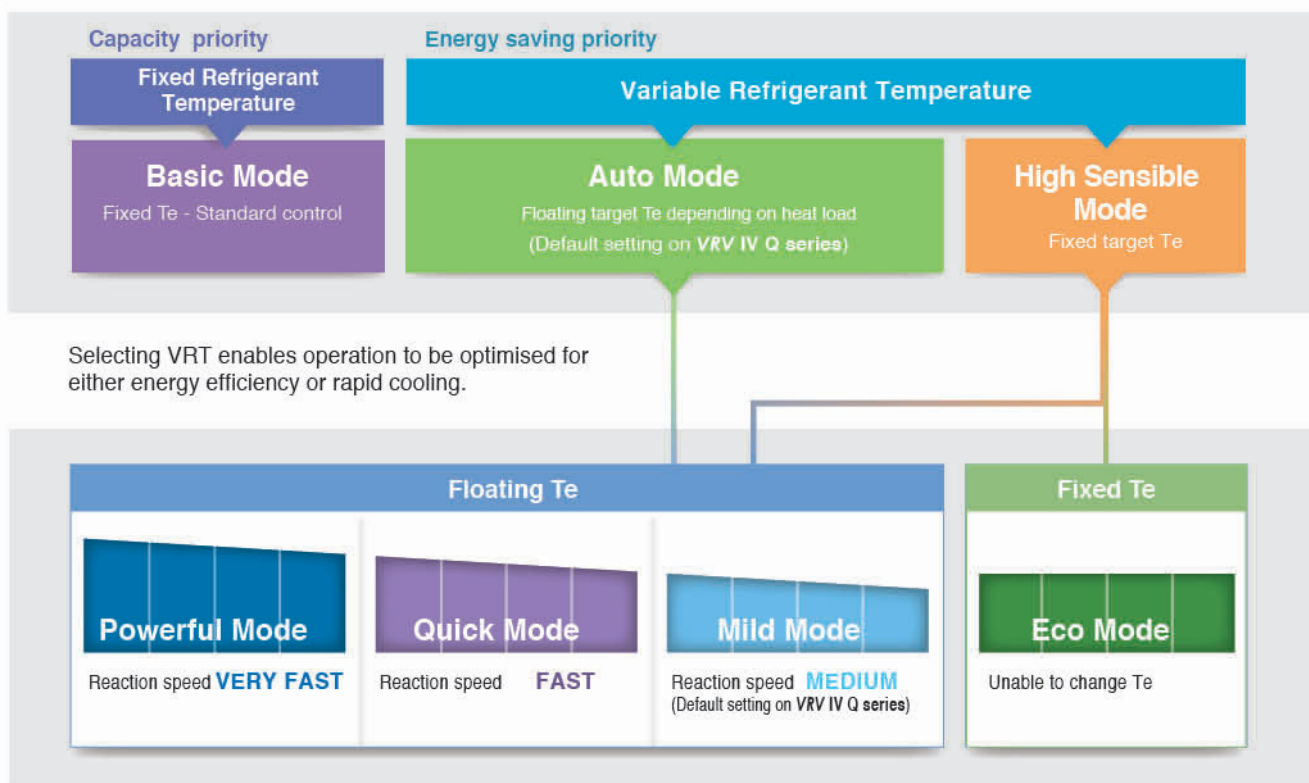 Capacity priority
Energy saving priority
Fixed Refrigerant
Temperature
Variable Refrigerant Temperature
Basic Mode
Fixed Te - Standard control
Auto Mode
Floating target Te depending on heat load
(Default setting on VRV IV Q series)
High Sensible
Mode
Fixed target Te
Selecting VRT enables operation to be optimised for
either energy efficiency or rapid cooling.
Floating Te
Fixed Te
Powerful Mode
Reaction speed VERY FAST
Quick Mode
Reaction speed FAST
Mild Mode
Reaction speed MEDIUM
(Default setting on VRV IV Q series)
Eco Mode
Unable to change Te